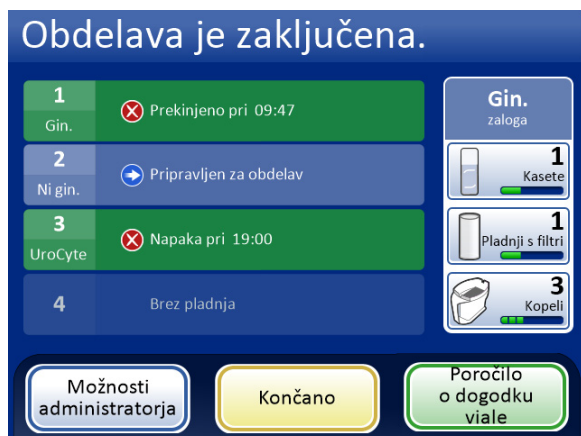 Obdelava je zaključena.
1
Gin.
Prekinjeno pri 09:47
2
Ni gin.
Pripravljen za obdelav
3
UroCyte
Napaka pri 19:00
4
Brez pladnja
Gin.
zaloga
1
Kasete
1
Pladnji s filtri
3
Kopeli
Možnosti
administratorja
Končano
Poročilo
o dogodku
viale